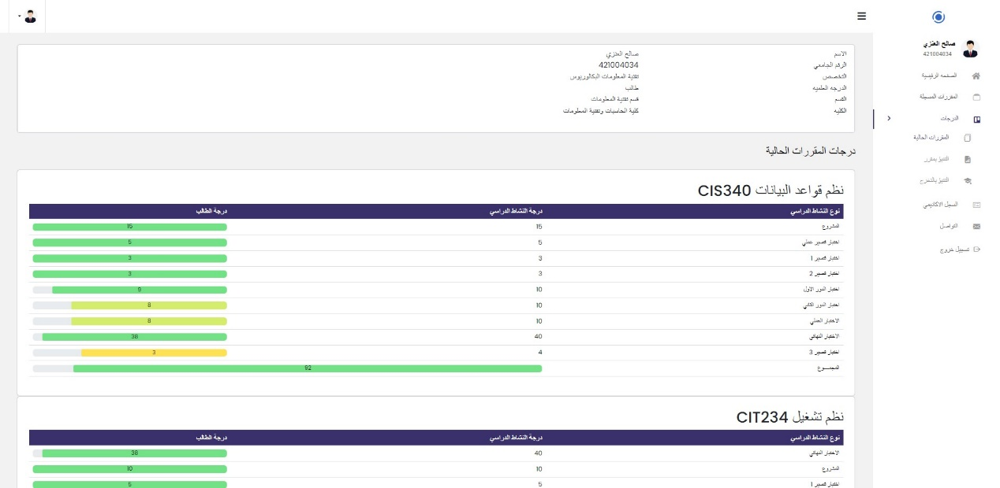 صالح العنزي
421004034
الصفحه الرئيسية
المقررات المسجلة
الدرجات
المقررات الحالية
التميز بمقرر
التميز بالتخرج
السجل الاكاديمي
التواصل
تسجيل خروج
الاسم صالح العنزي
الرقم الجامعي 421004034
التخصص تقنية المعلومات البكالوريوس
الدرجه العلميه طالب
القسم قسم تقنية المعلومات
الكليه كلية الحاسبات وتقنية المعلومات
درجات المقررات الحالية
نظم قواعد البيانات CIS340
نوع النشاط الدراسي درجة النشاط الدراسي درجة الطالب
المشروع 15 15
اختبار قصير عملي 5 5
اختبار قصير 1 3 3
اختبار قصير 2 3 3
اختبار الدور الاول 10 9
اختبار الدور الثاني 10 8
الاختبار العملي 10 8
الاختبار النهائي 40 38
اختبار قصير 3 4 3
المجمـــوع 92
نظم تشغيل CIT234
نوع النشاط الدراسي درجة النشاط الدراسي درجة الطالب
الاختبار النهائي 40 38
المشروع 10 10
اختبار قصير 1 5 5